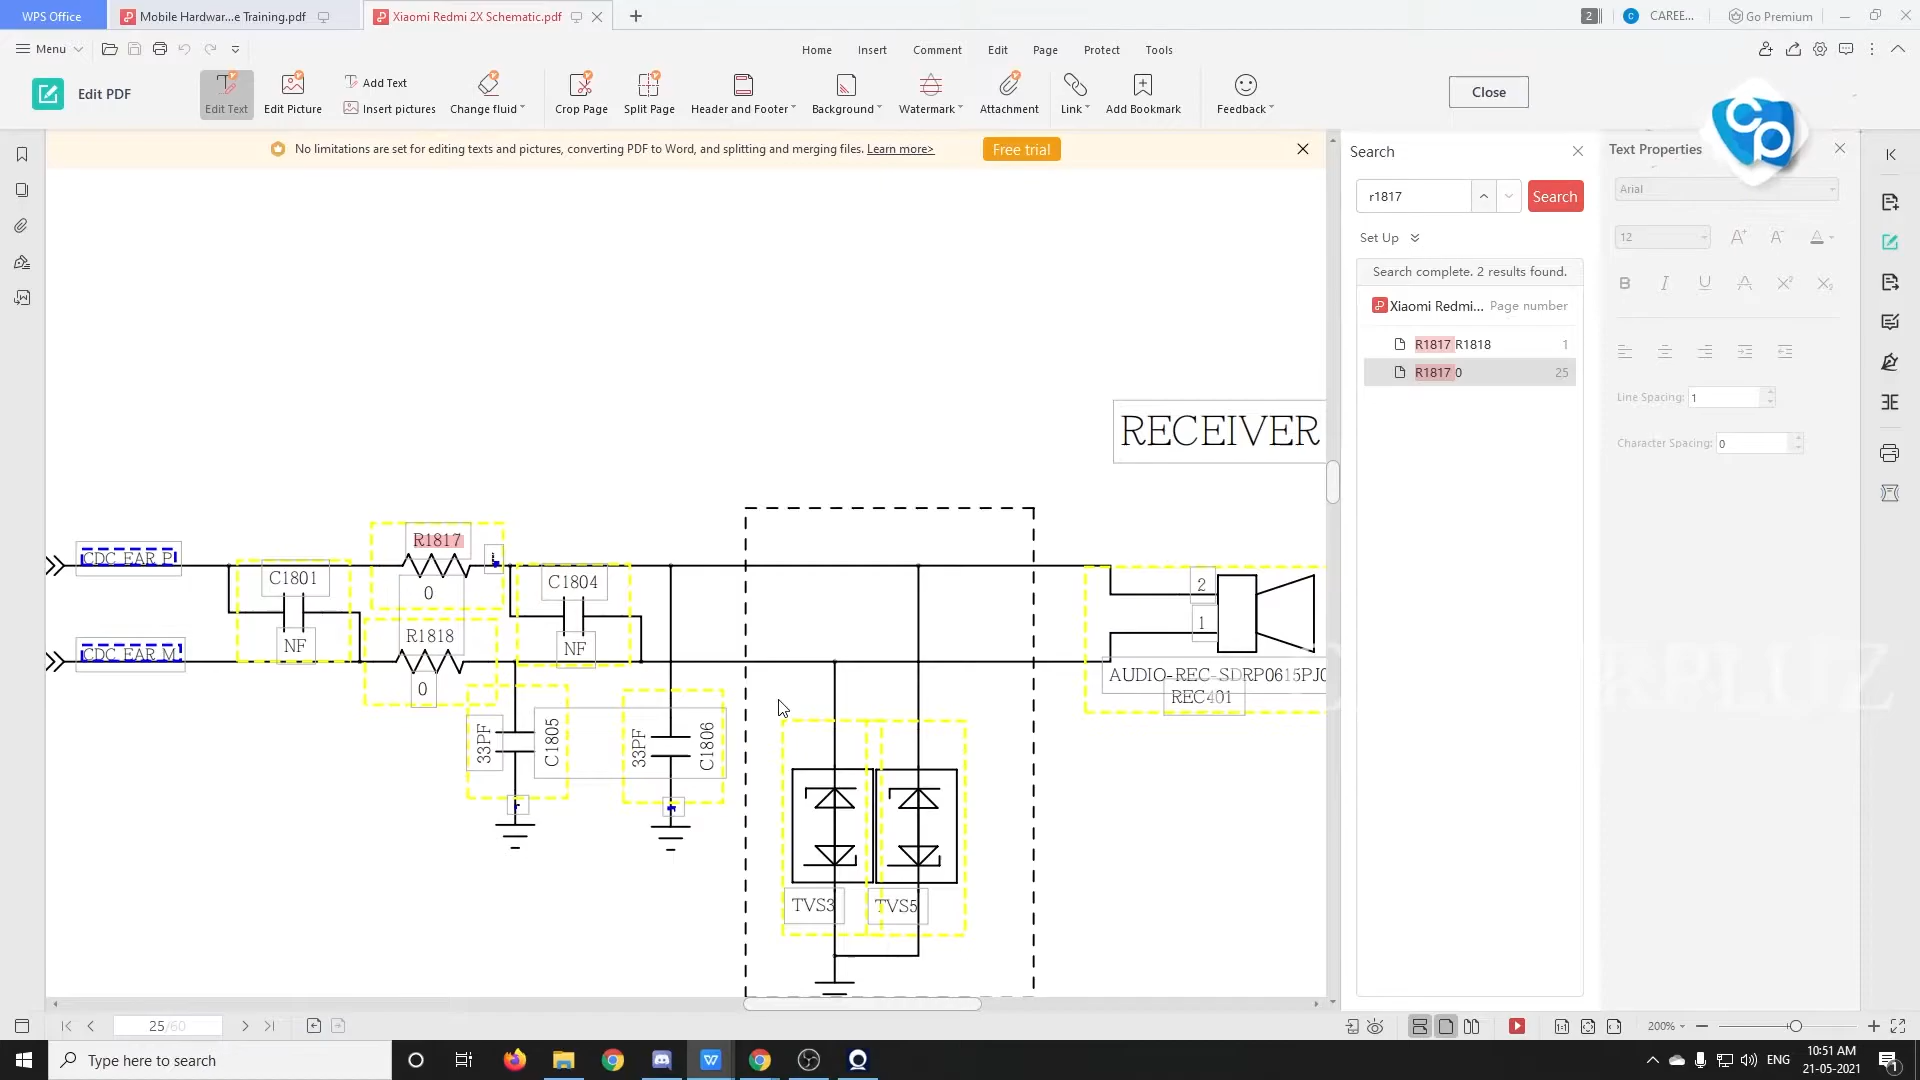 WPS Office
Mobile Hardwar...e Training.pdf
Xiaomi Redmi 2X Schematic.pdf
2
CAREE...
Go Premium
Menu
Home
Insert
Comment
Edit
Page
Protect
Tools
Edit PDF
Edit Text
Edit Picture
Add Text
Insert pictures
Change fluid
Crop Page
Split Page
Header and Footer
Background
Watermark
Attachment
Link
Add Bookmark
Feedback
Close
CP
No limitations are set for editing texts and pictures, converting PDF to Word, and splitting and merging files. Learn more>
Free trial
Search
Text Properties
r1817
Search
Arial
Set Up
12
Search complete. 2 results found.
Xiaomi Redmi... Page number
R1817 R1818 1
R1817 0 25
Line Spacing: 1
Character Spacing: 0
RECEIVER
CDC_EAR_P
R1817
C1801
C1804
2
0
1
R1818
NF
NF
CDC_EAR_M
AUDIO-REC-SDRP0615PJ0
0
REC401
33PF
C1805
33PF
C1806
TVS3
TVS5
25/60
200%
Type here to search
ENG
10:51 AM
21-05-2021
1